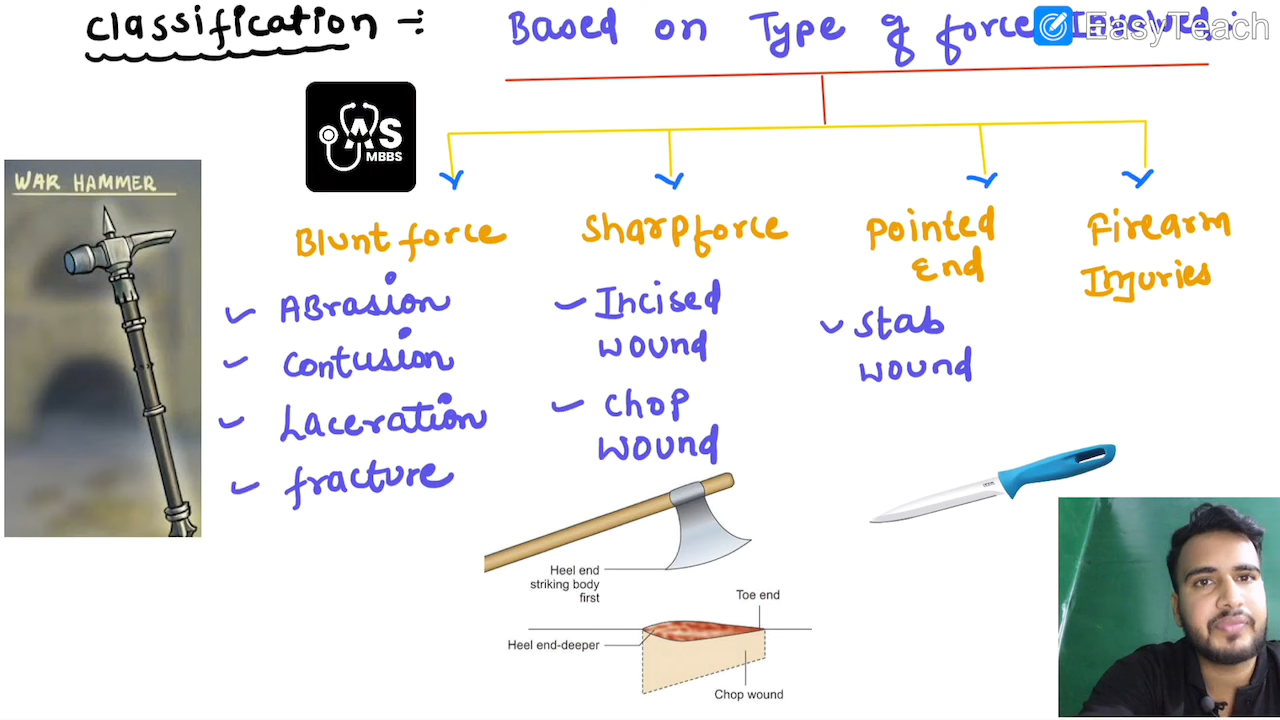 Classification :-
Based on Type of force Involved:
EasyTeach
AS
MBBS
WAR HAMMER
Blunt force
Sharpforce
Pointed
End
Firearm
Injuries
Abrasion
Contusion
Laceration
fracture
Incised
wound
Chop
wound
Stab
wound
Heel end
striking body
first
Toe end
Heel end-deeper
Chop wound